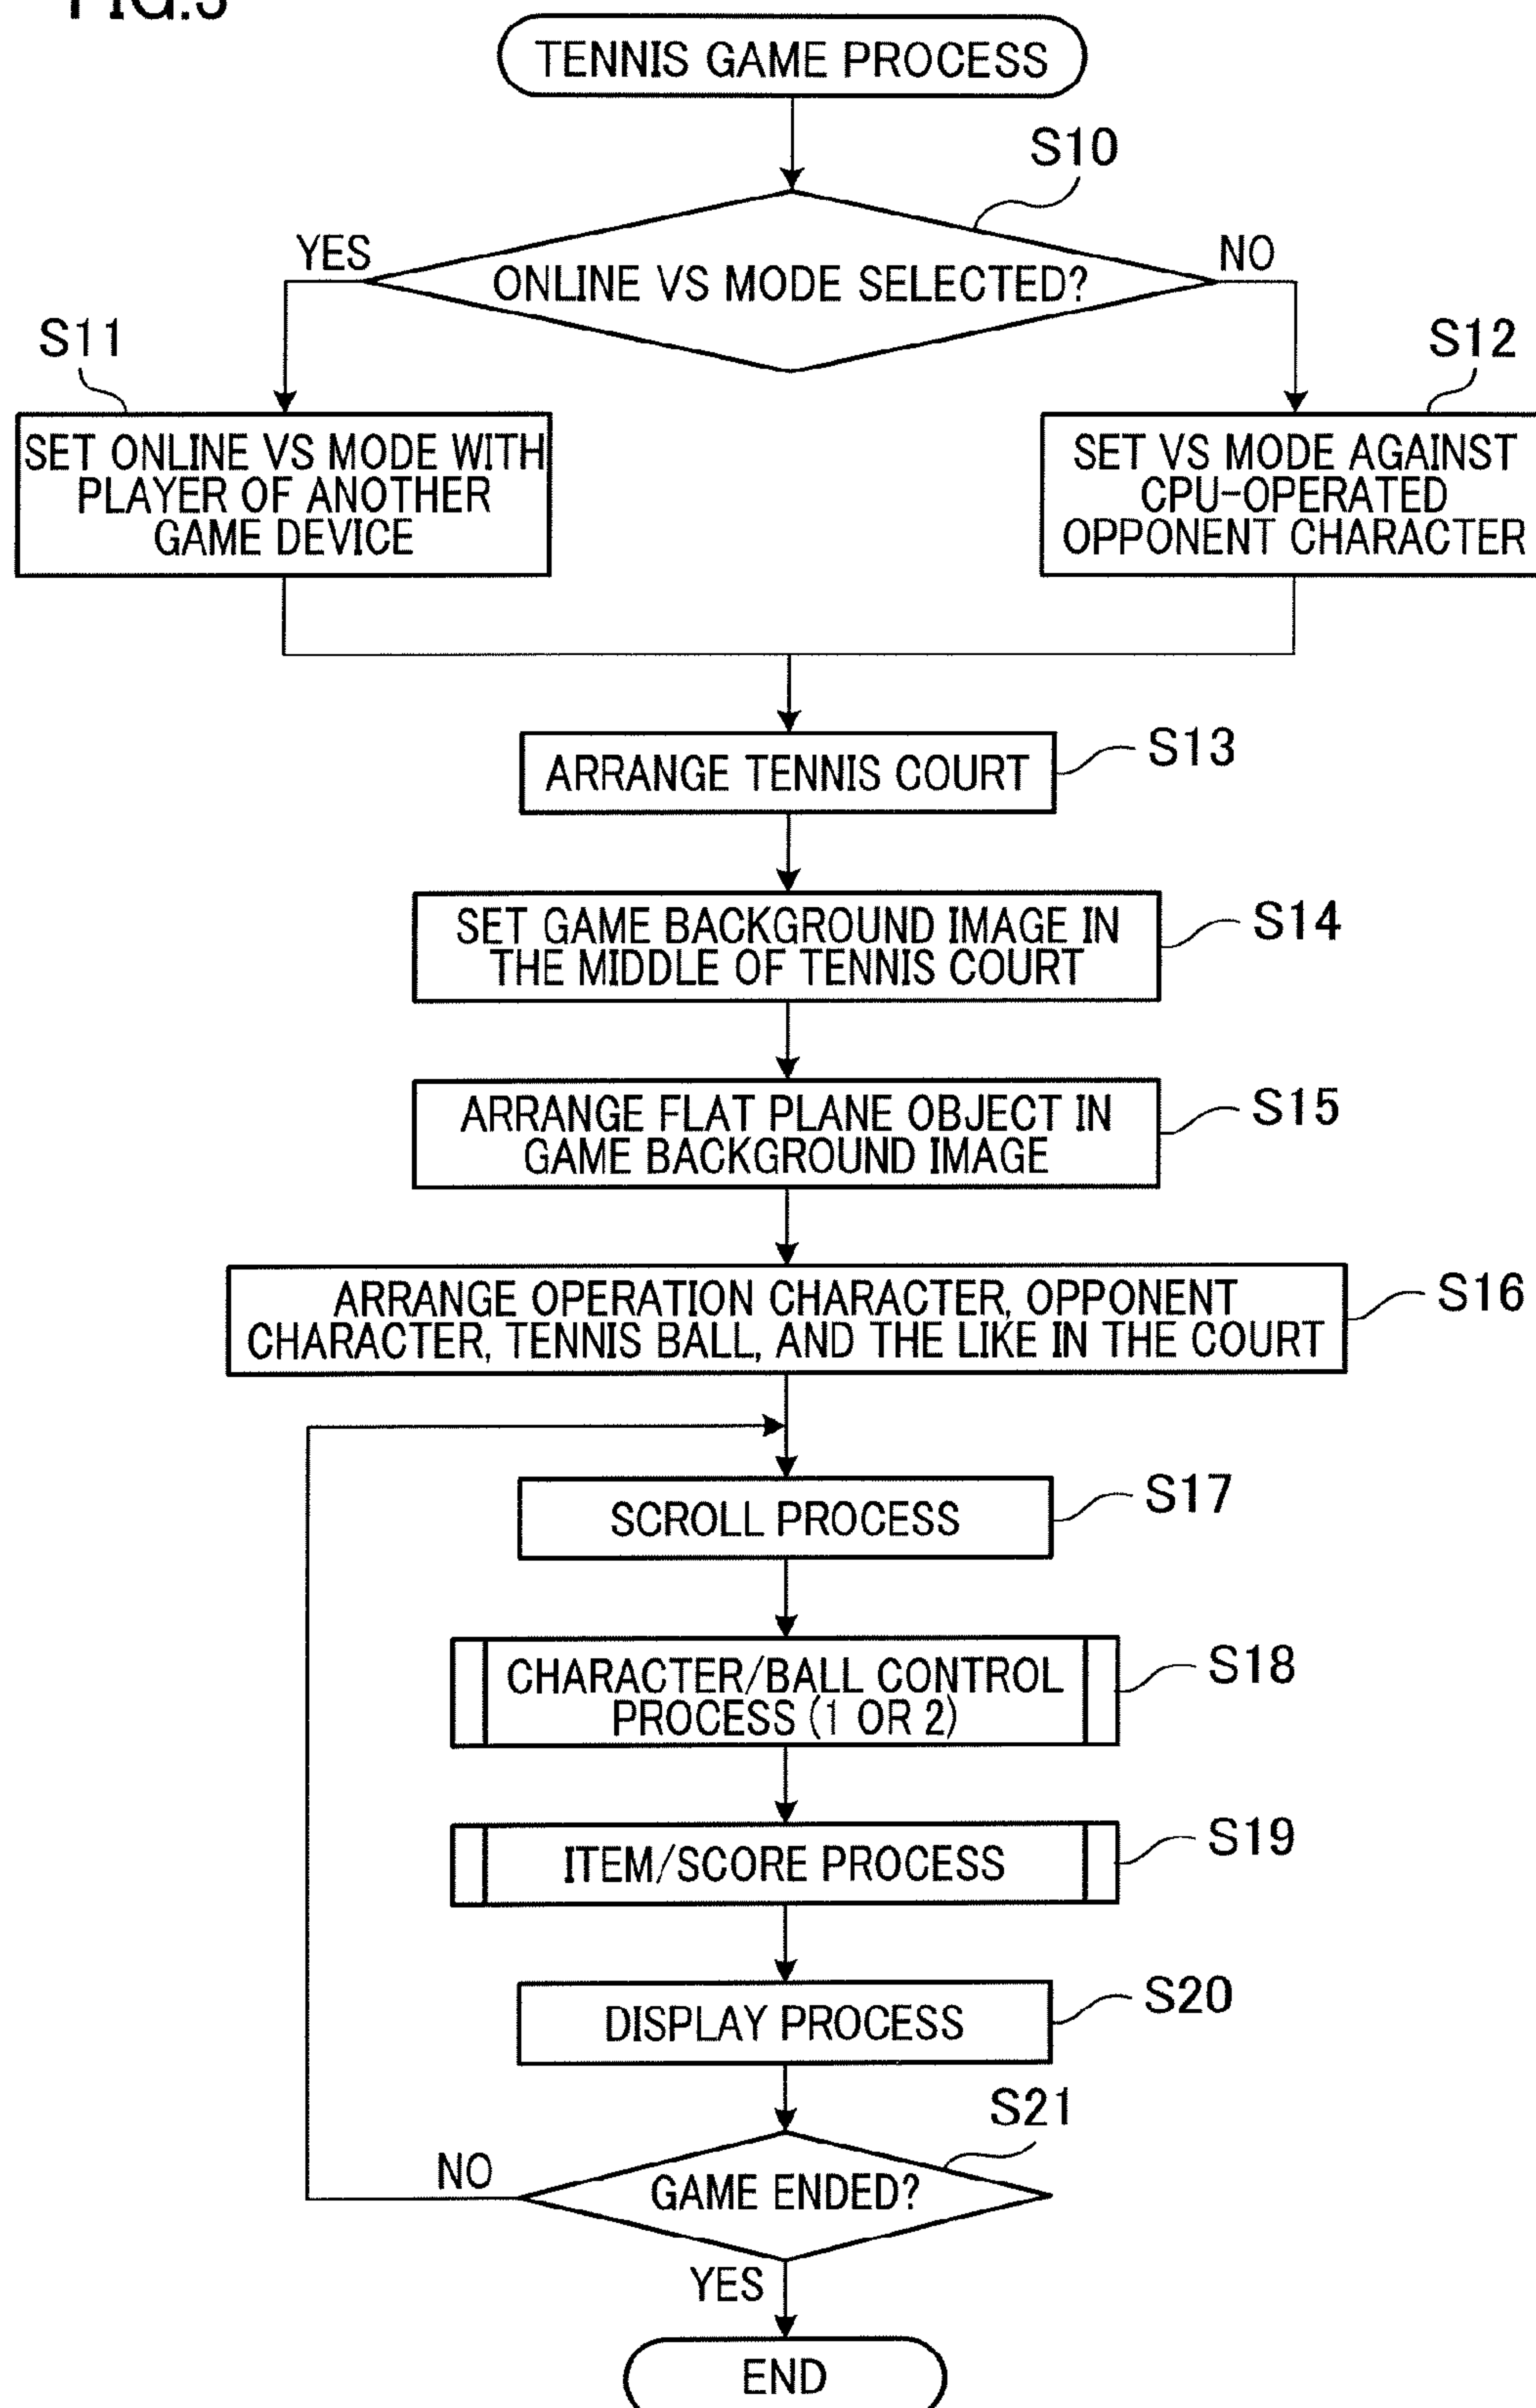 TENNIS GAME PROCESS
S10
YES
NO
ONLINE VS MODE SELECTED?
S11
S12
SET ONLINE VS MODE WITH
PLAYER OF ANOTHER
GAME DEVICE
SET VS MODE AGAINST
CPU-OPERATED
OPPONENT CHARACTER
ARRANGE TENNIS COURT
S13
SET GAME BACKGROUND IMAGE IN
THE MIDDLE OF TENNIS COURT
S14
ARRANGE FLAT PLANE OBJECT IN
GAME BACKGROUND IMAGE
S15
ARRANGE OPERATION CHARACTER, OPPONENT
CHARACTER, TENNIS BALL, AND THE LIKE IN THE COURT
S16
SCROLL PROCESS
S17
CHARACTER/BALL CONTROL
PROCESS (1 OR 2)
S18
ITEM/SCORE PROCESS
S19
DISPLAY PROCESS
S20
S21
NO
GAME ENDED?
YES
END